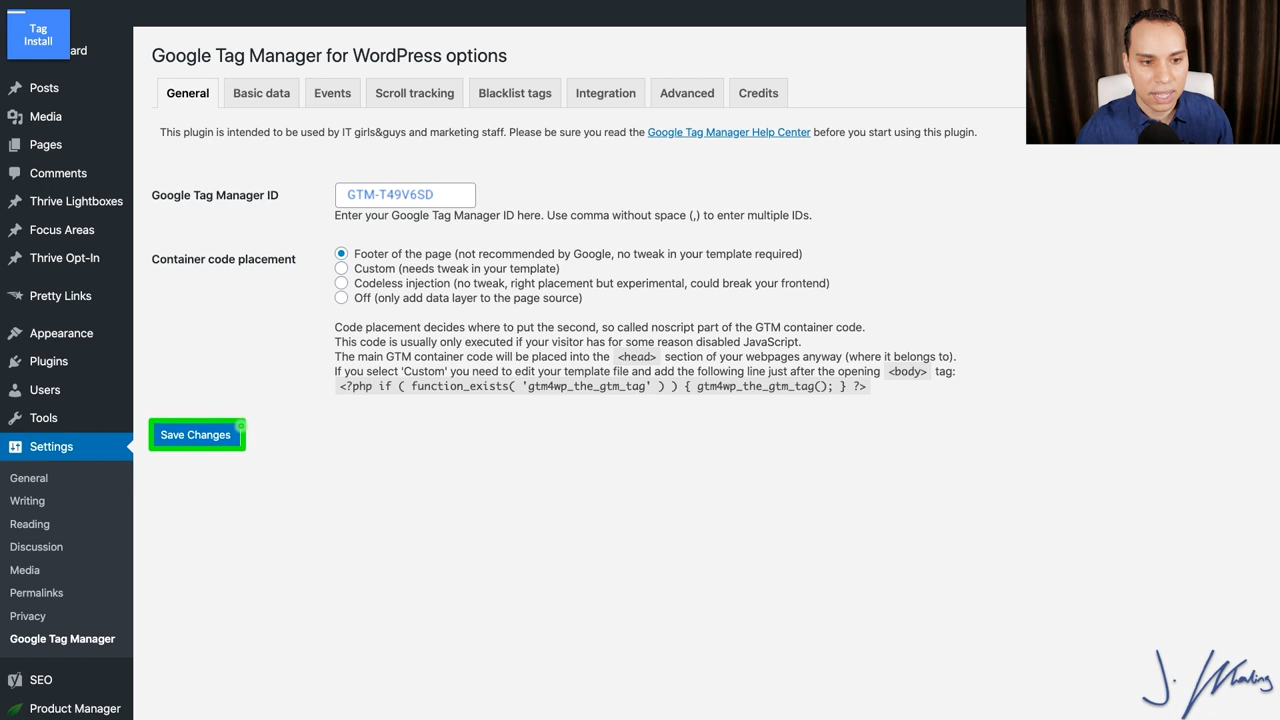 Tag
Install
ard
Posts
Media
Pages
Comments
Thrive Lightboxes
Focus Areas
Thrive Opt-In
Pretty Links
Appearance
Plugins
Users
Tools
Settings
General
Writing
Reading
Discussion
Media
Permalinks
Privacy
Google Tag Manager
SEO
Product Manager
Google Tag Manager for WordPress options
General Basic data Events Scroll tracking Blacklist tags Integration Advanced Credits
This plugin is intended to be used by IT girls&guys and marketing staff. Please be sure you read the Google Tag Manager Help Center before you start using this plugin.
Google Tag Manager ID GTM-T49V6SD
Enter your Google Tag Manager ID here. Use comma without space (,) to enter multiple IDs.
Container code placement Footer of the page (not recommended by Google, no tweak in your template required)
Custom (needs tweak in your template)
Codeless injection (no tweak, right placement but experimental, could break your frontend)
Off (only add data layer to the page source)
Code placement decides where to put the second, so called noscript part of the GTM container code.
This code is usually only executed if your visitor has for some reason disabled JavaScript.
The main GTM container code will be placed into the <head> section of your webpages anyway (where it belongs to).
If you select 'Custom' you need to edit your template file and add the following line just after the opening <body> tag:
<?php if ( function_exists( 'gtm4wp_the_gtm_tag' ) ) { gtm4wp_the_gtm_tag(); } ?>
Save Changes